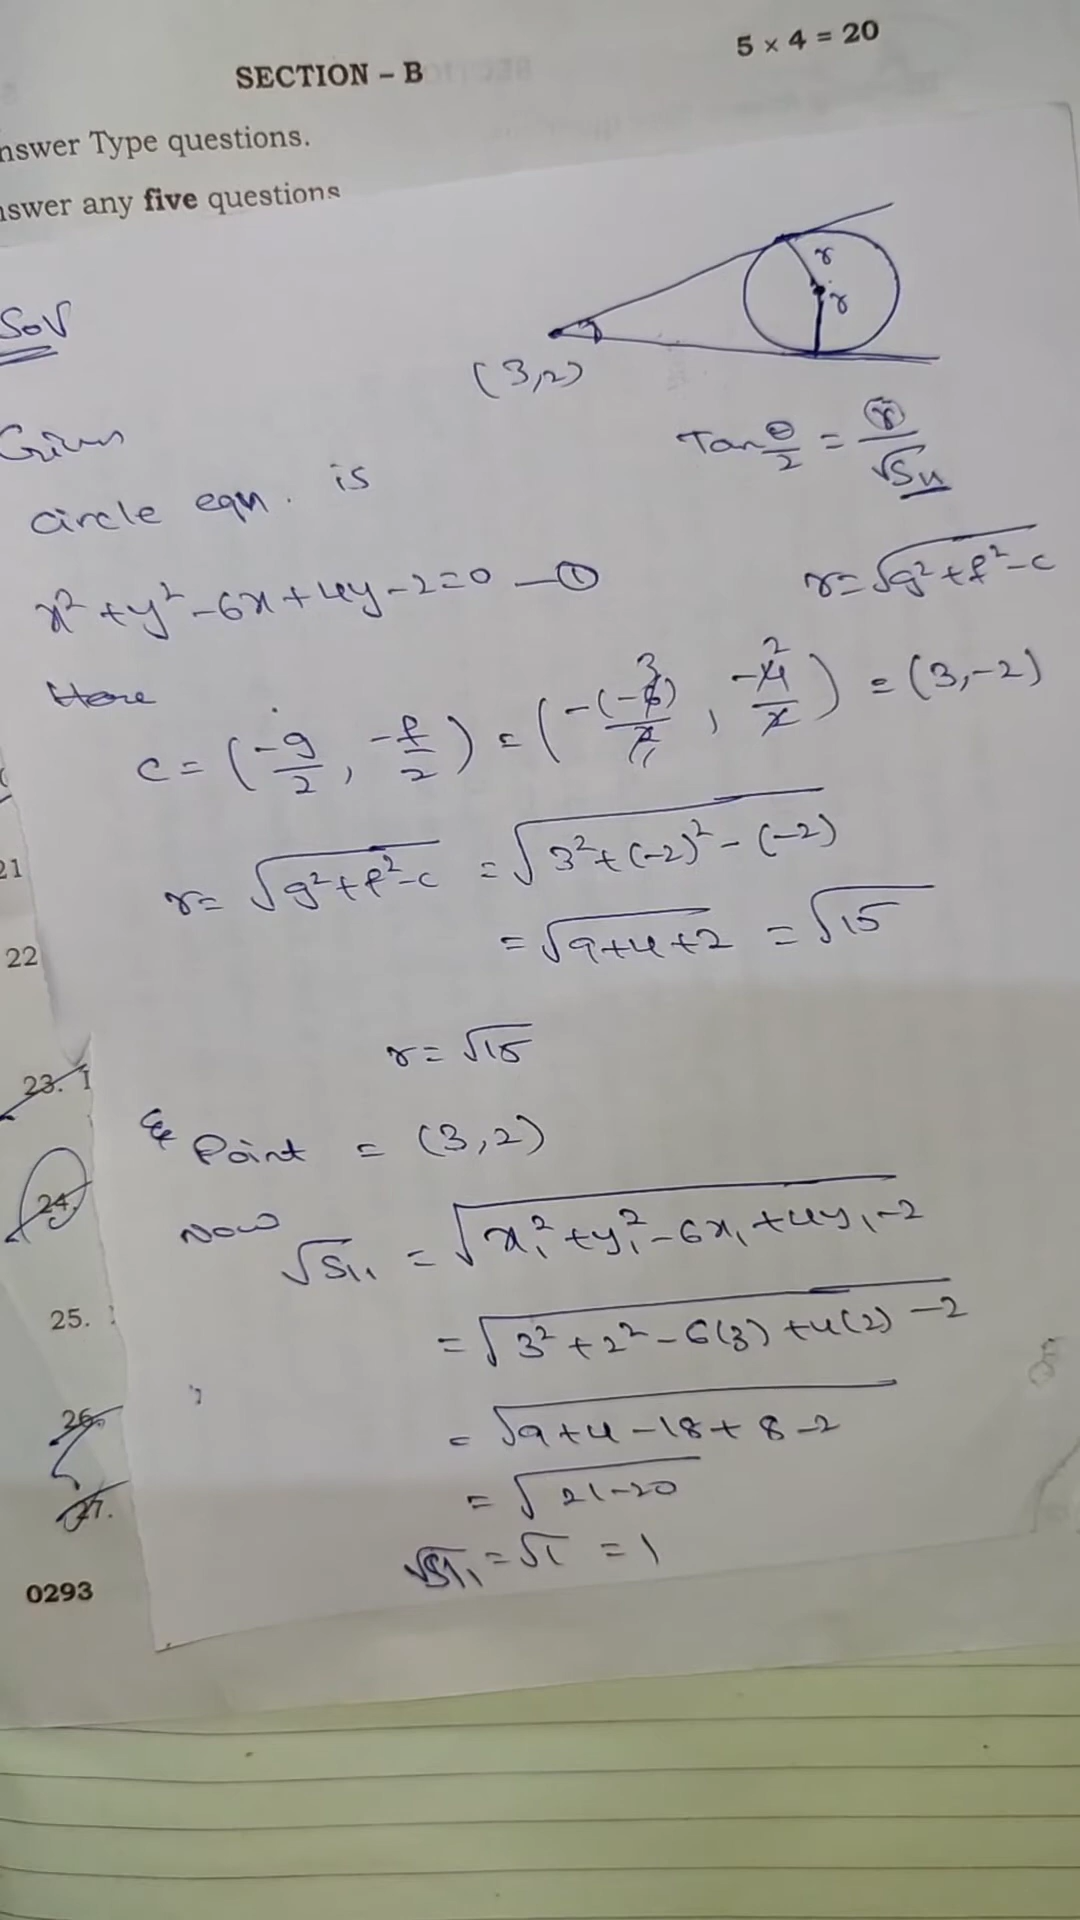 5 × 4 = 20
SECTION – B
nswer Type questions.
nswer any five questions
Sol
r
r
(3,2)
Given
Tan θ/2 = r/√S₁₁
circle eqn. is
r = √g²+f²-c
x²+y²-6x+4y-2=0 —①
Here
c = (-g/2, -f/2) = (-(-6)/2, -4/2) = (3,-2)
21
r = √g²+f²-c = √3²+(-2)²-(-2)
22
= √9+4+2 = √15
r = √15
23. I
& Point = (3,2)
24.
Now √S₁₁ = √x₁²+y₁²-6x₁+4y₁-2
25.
= √3²+2²-6(3)+4(2)-2
26.
= √9+4-18+8-2
= √21-20
27.
√S₁₁ = √1 = 1
0293